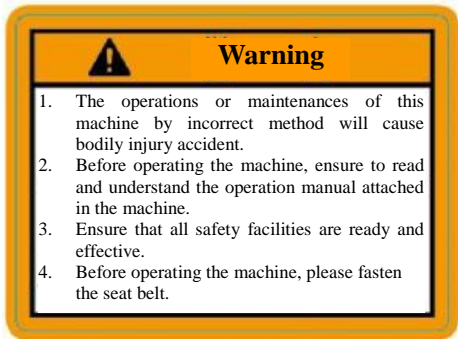 Warning
1. The operations or maintenances of this
machine by incorrect method will cause
bodily injury accident.
2. Before operating the machine, ensure to read
and understand the operation manual attached
in the machine.
3. Ensure that all safety facilities are ready and
effective.
4. Before operating the machine, please fasten
the seat belt.